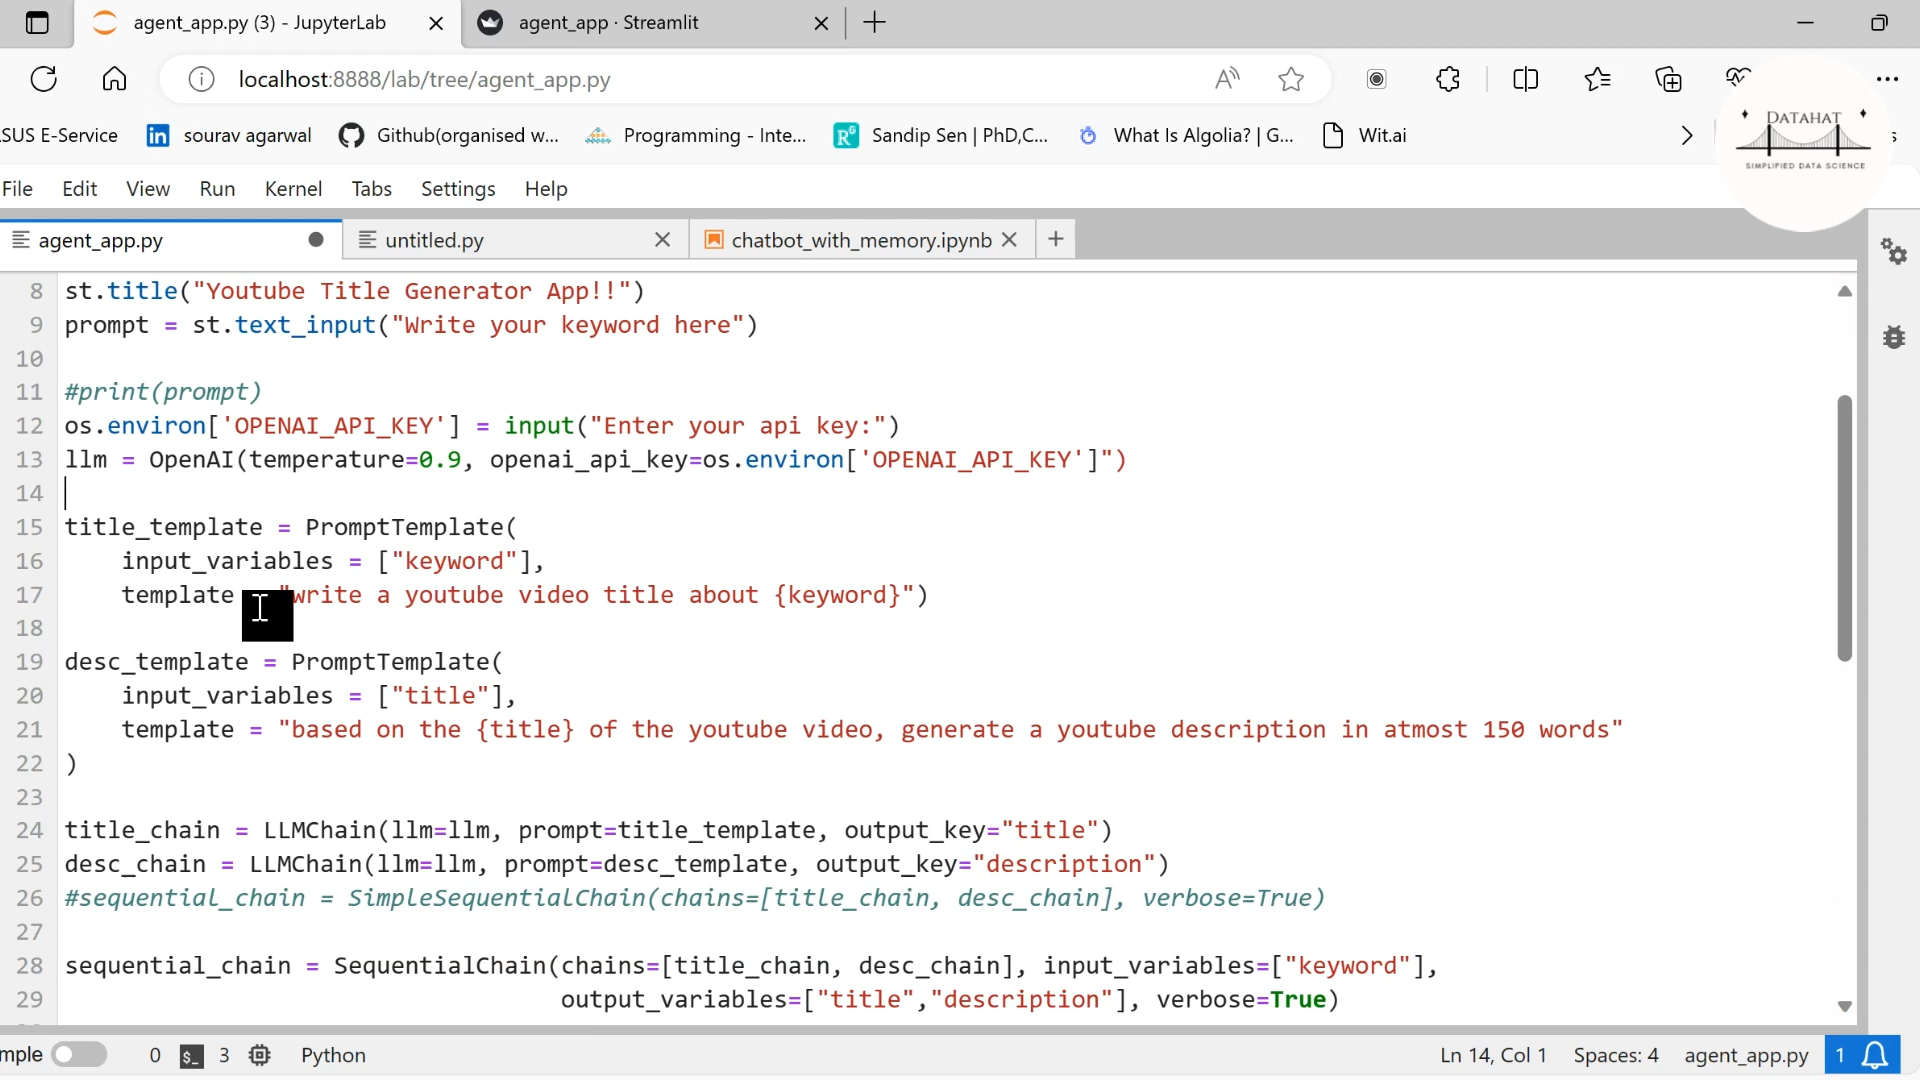 agent_app.py (3) - JupyterLab
agent_app · Streamlit
localhost:8888/lab/tree/agent_app.py
SUS E-Service
sourav agarwal
Github(organised w...
Programming - Inte...
Sandip Sen | PhD,C...
What Is Algolia? | G...
Wit.ai
DATAHAT
SIMPLIFIED DATA SCIENCE
File Edit View Run Kernel Tabs Settings Help
agent_app.py
untitled.py
chatbot_with_memory.ipynb
8 st.title("Youtube Title Generator App!!")
9 prompt = st.text_input("Write your keyword here")
10
11 #print(prompt)
12 os.environ['OPENAI_API_KEY'] = input("Enter your api key:")
13 llm = OpenAI(temperature=0.9, openai_api_key=os.environ['OPENAI_API_KEY']")
14
15 title_template = PromptTemplate(
16 input_variables = ["keyword"],
17 template "write a youtube video title about {keyword}")
18
19 desc_template = PromptTemplate(
20 input_variables = ["title"],
21 template = "based on the {title} of the youtube video, generate a youtube description in atmost 150 words"
22 )
23
24 title_chain = LLMChain(llm=llm, prompt=title_template, output_key="title")
25 desc_chain = LLMChain(llm=llm, prompt=desc_template, output_key="description")
26 #sequential_chain = SimpleSequentialChain(chains=[title_chain, desc_chain], verbose=True)
27
28 sequential_chain = SequentialChain(chains=[title_chain, desc_chain], input_variables=["keyword"],
29 output_variables=["title","description"], verbose=True)
mple 0 $_ 3 Python
Ln 14, Col 1 Spaces: 4 agent_app.py 1